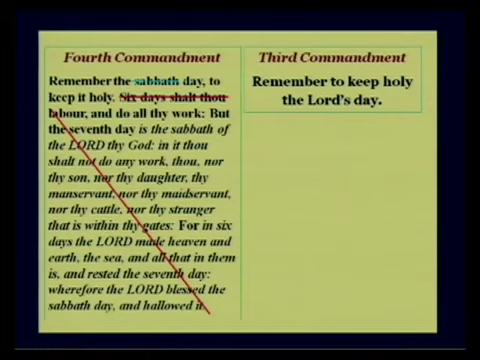 Fourth Commandment
Remember the sabbath day, to
keep it holy. Six days shalt thou
labour, and do all thy work: But
the seventh day is the sabbath of
the LORD thy God: in it thou
shalt not do any work, thou, nor
thy son, nor thy daughter, thy
manservant, nor thy maidservant,
nor thy cattle, nor thy stranger
that is within thy gates: For in six
days the LORD made heaven and
earth, the sea, and all that in them
is, and rested the seventh day:
wherefore the LORD blessed the
sabbath day, and hallowed it.
Third Commandment
Remember to keep holy
the Lord's day.